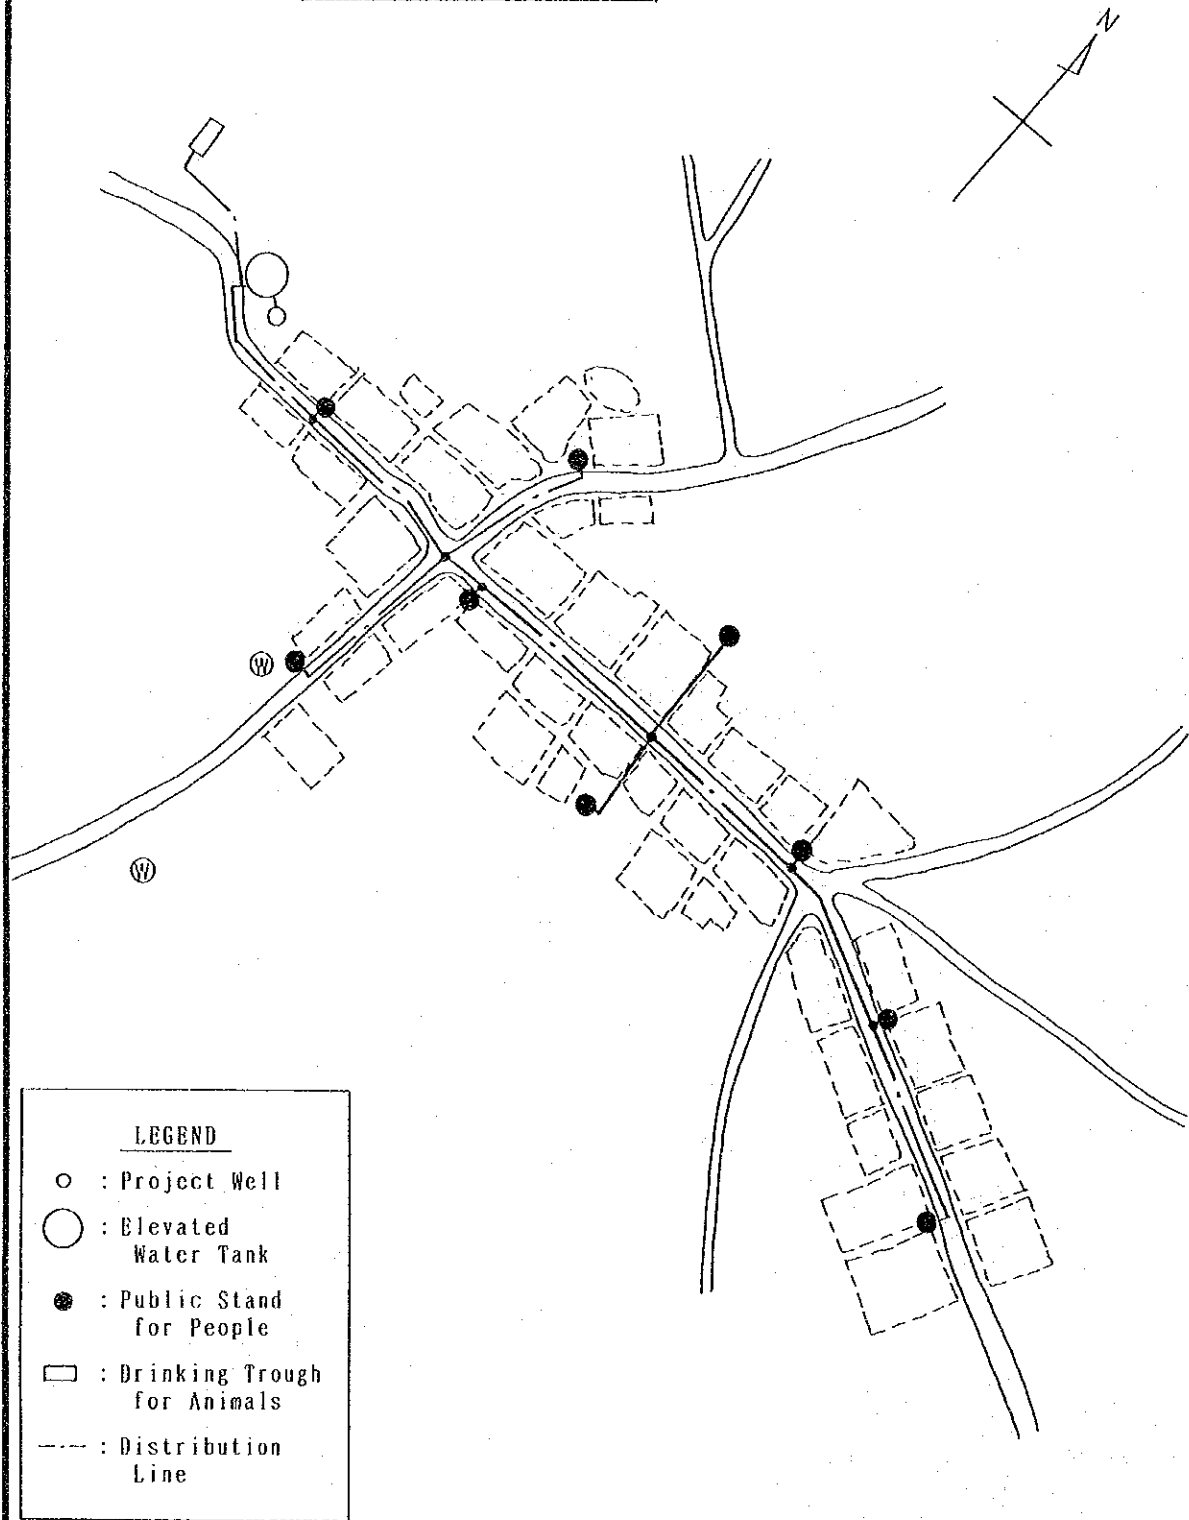 N
W
W
LEGEND
: Project Well
: Elevated
Water Tank
: Public Stand
for People
: Drinking Trough
for Animals
: Distribution
Line